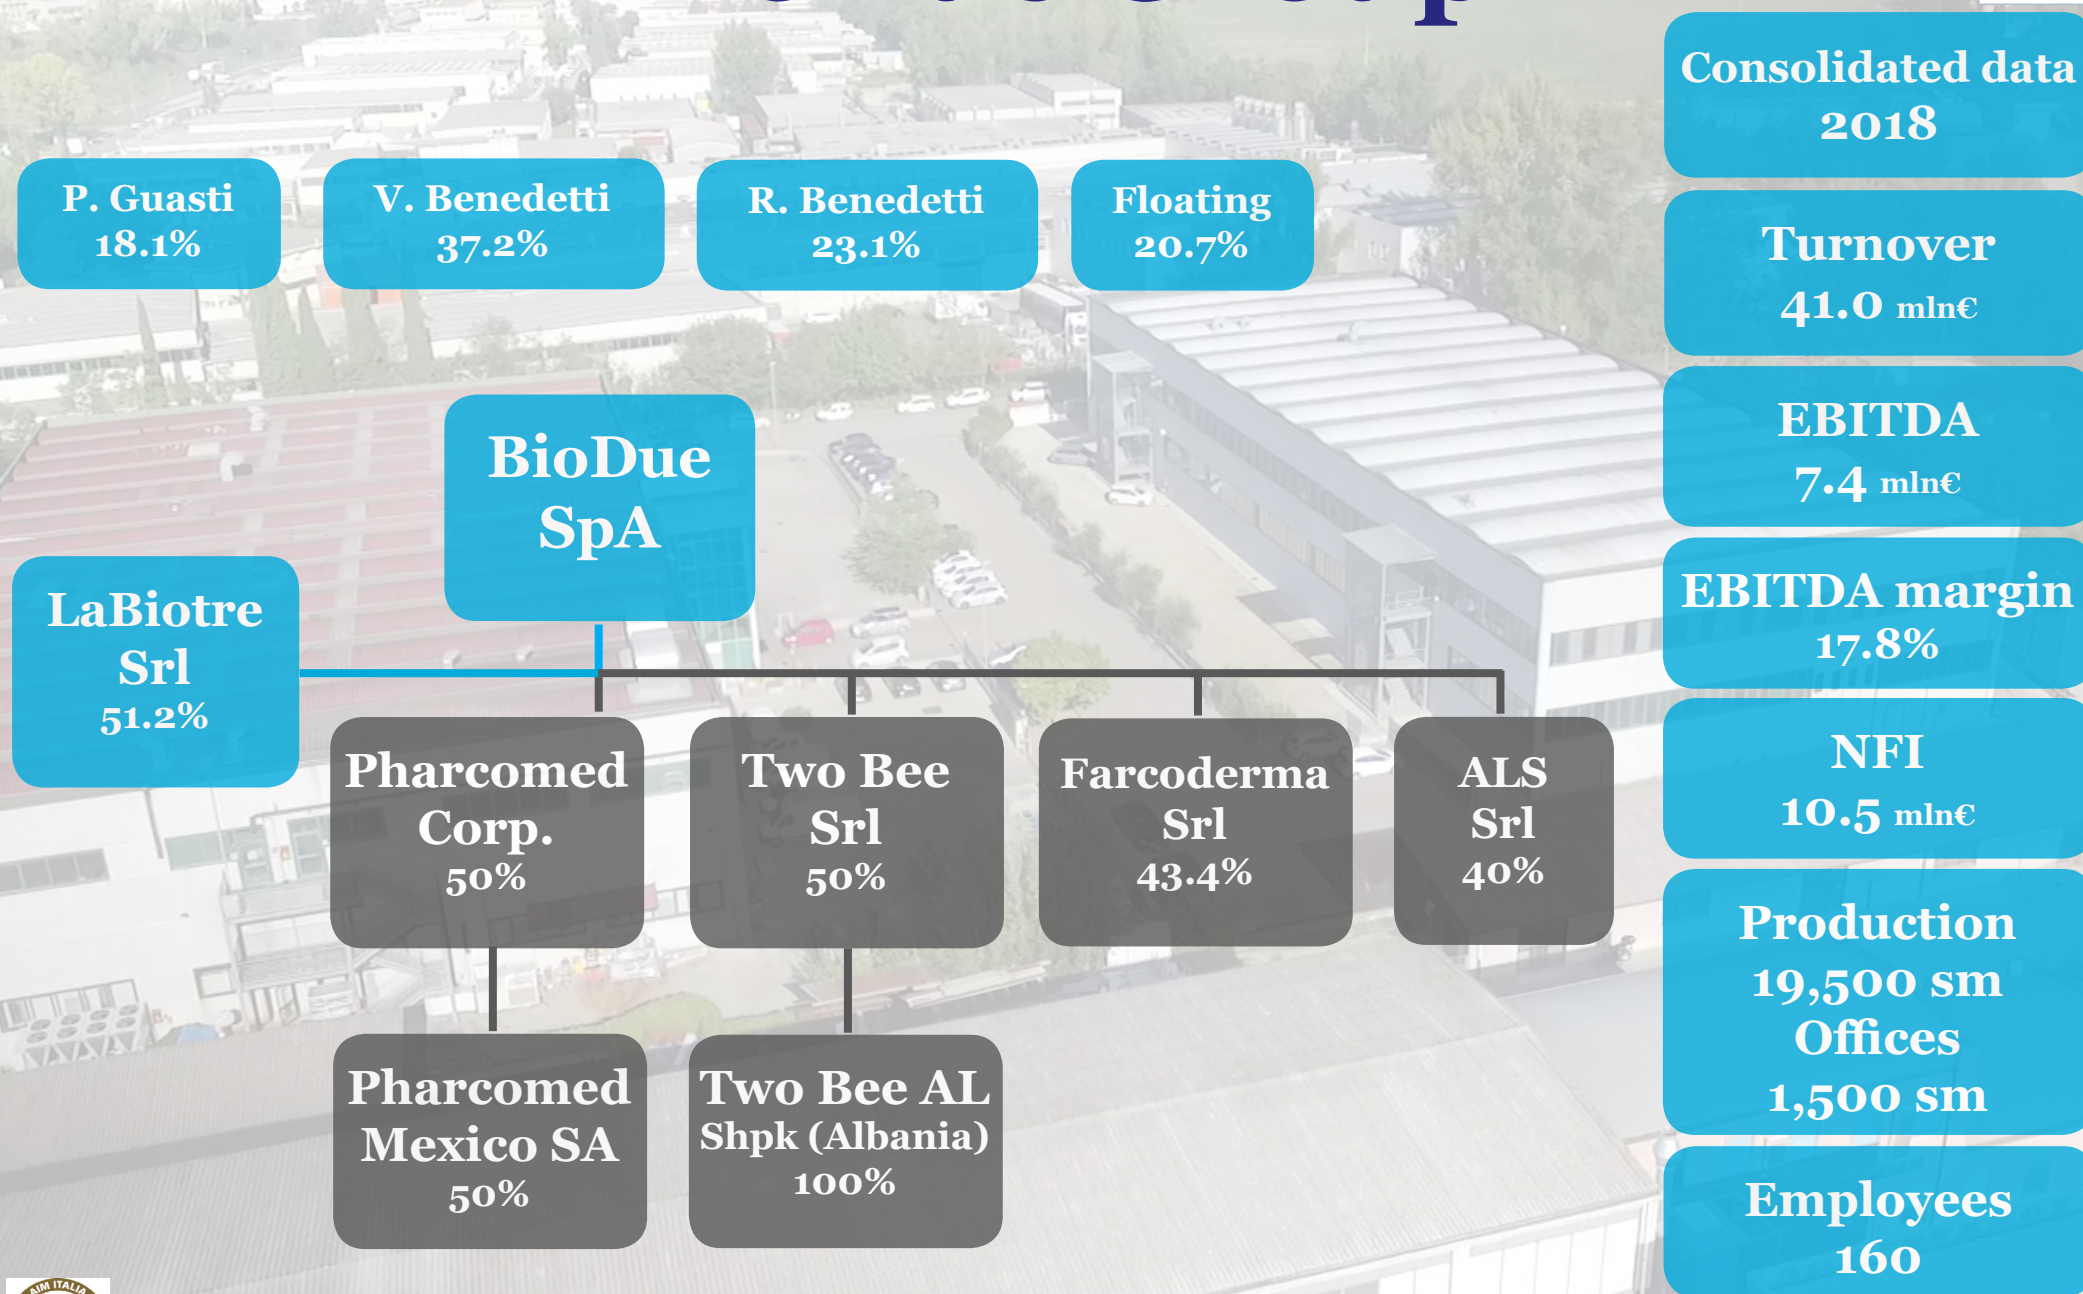 Consolidated data
2018
P. Guasti
18.1%
V. Benedetti
37.2%
R. Benedetti
23.1%
Floating
20.7%
Turnover
41.0 mln€
EBITDA
7.4 mln€
BioDue
SpA
EBITDA margin
17.8%
LaBiotre
Srl
51.2%
NFI
10.5 mln€
Pharcomed
Corp.
50%
Two Bee
Srl
50%
Farcoderma
Srl
43.4%
ALS
Srl
40%
Production
19,500 sm
Offices
1,500 sm
Pharcomed
Mexico SA
50%
Two Bee AL
Shpk (Albania)
100%
Employees
160
AIM ITALIA